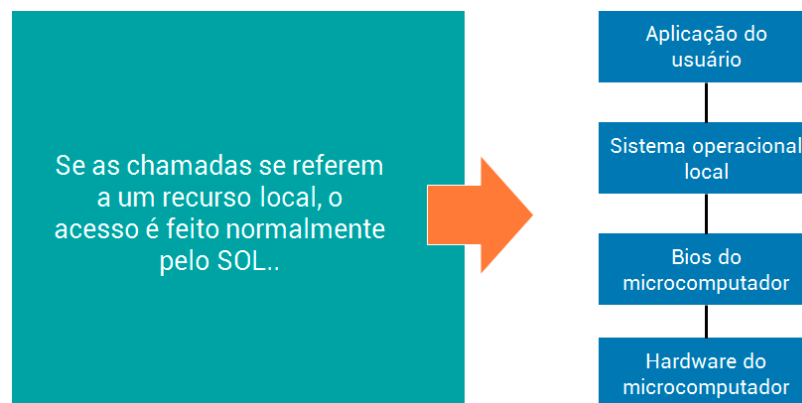 Se as chamadas se referem
a um recurso local, o
acesso é feito normalmente
pelo SOL..
Aplicação do
usuário
Sistema operacional
local
Bios do
microcomputador
Hardware do
microcomputador